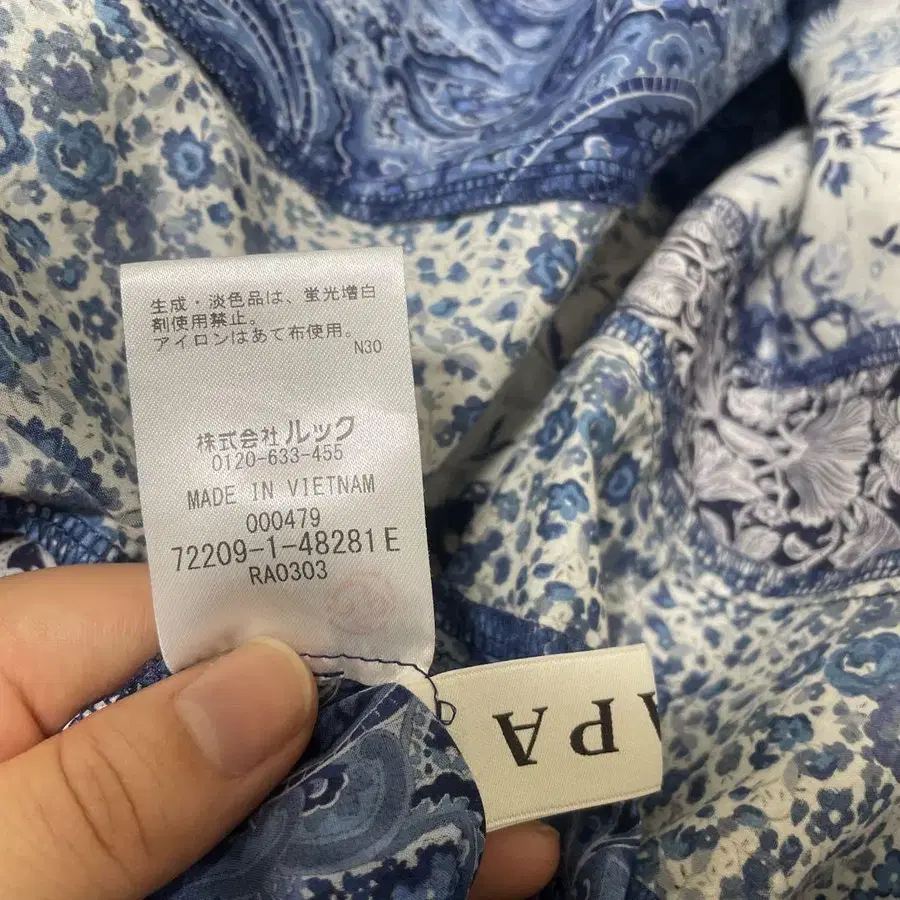 生成・淡色品は、蛍光増白
剤使用禁止。
アイロンはあて布使用。
N30
株式会社 ルック
0120-633-455
MADE IN VIETNAM
000479
72209-1-48281 E
RA0303
APA